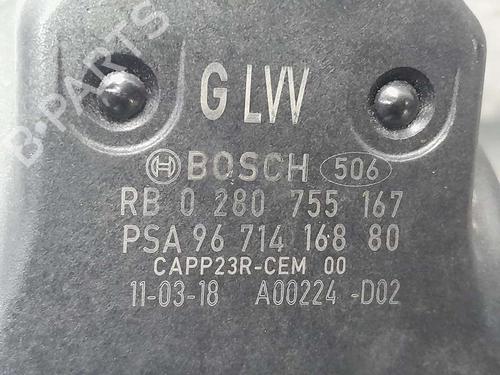 G LVV
BOSCH 506
RB 0 280 755 167
PSA 96 714 168 80
CAPP23R-CEM 00
11-03-18 A00224 -D02
B-PARTS